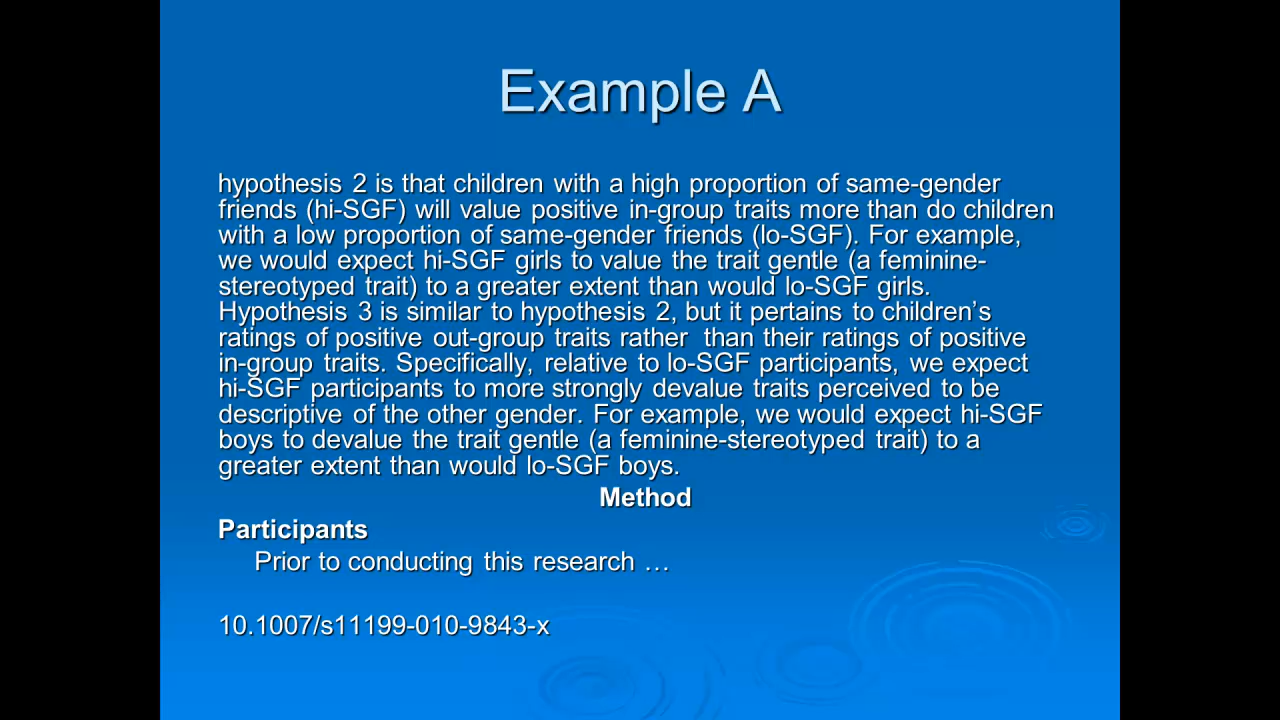 Example A
hypothesis 2 is that children with a high proportion of same-gender
friends (hi-SGF) will value positive in-group traits more than do children
with a low proportion of same-gender friends (lo-SGF). For example,
we would expect hi-SGF girls to value the trait gentle (a feminine-
stereotyped trait) to a greater extent than would lo-SGF girls.
Hypothesis 3 is similar to hypothesis 2, but it pertains to children’s
ratings of positive out-group traits rather  than their ratings of positive
in-group traits. Specifically, relative to lo-SGF participants, we expect
hi-SGF participants to more strongly devalue traits perceived to be
descriptive of the other gender. For example, we would expect hi-SGF
boys to devalue the trait gentle (a feminine-stereotyped trait) to a
greater extent than would lo-SGF boys.
Method
Participants
Prior to conducting this research …
10.1007/s11199-010-9843-x